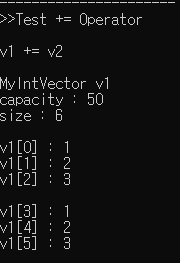 >>Test += Operator
v1 += v2
MyIntVector v1
capacity : 50
size : 6
v1[0] : 1
v1[1] : 2
v1[2] : 3
v1[3] : 1
v1[4] : 2
v1[5] : 3